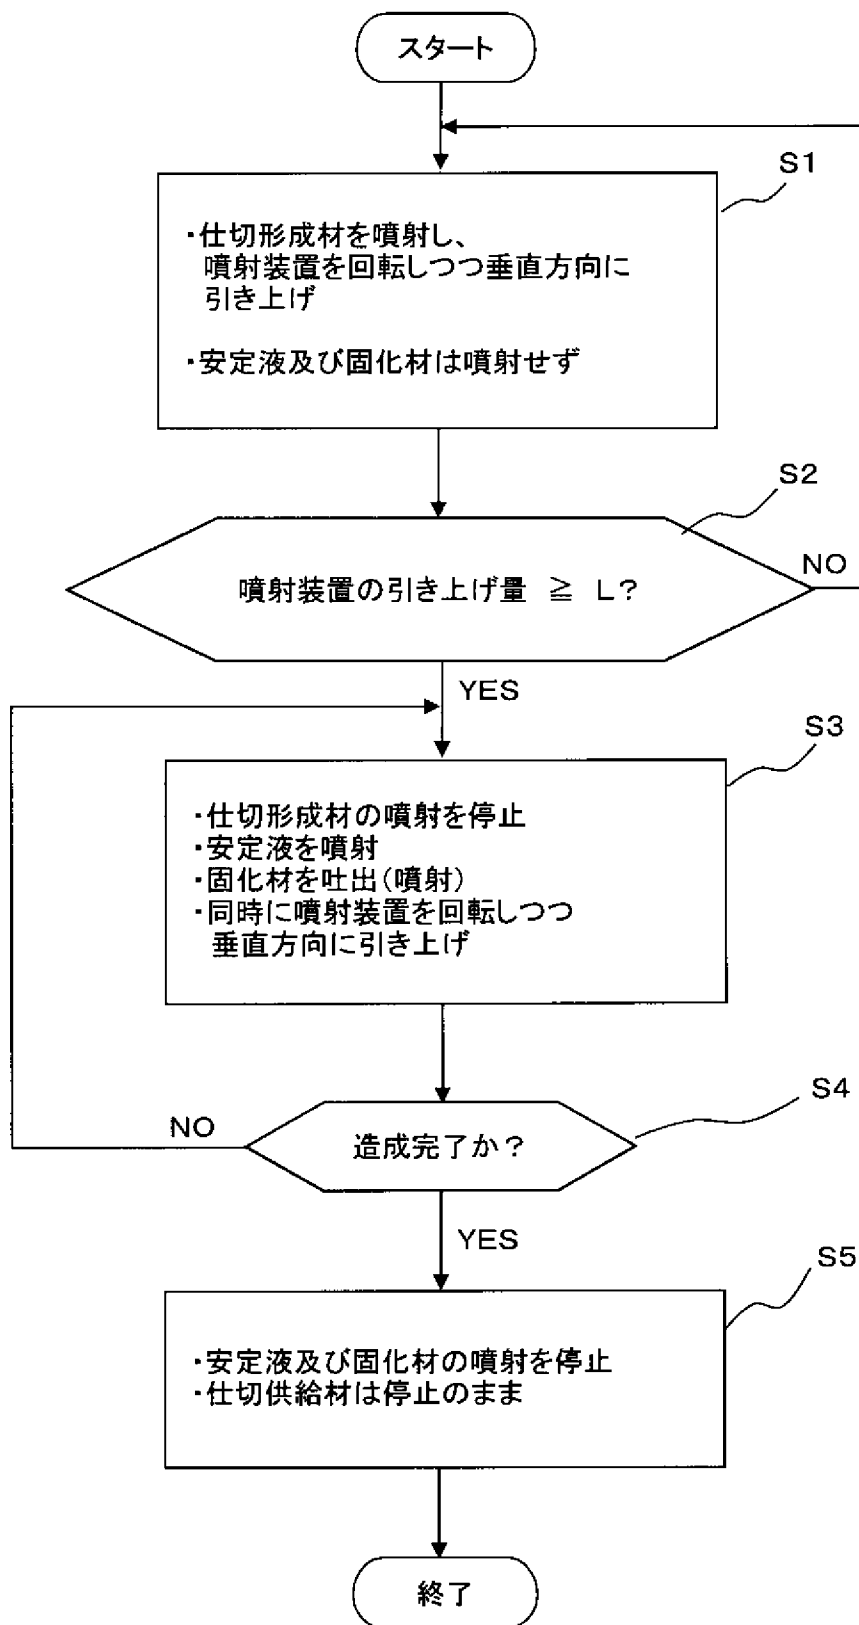 スタート
S1
・仕切形成材を噴射し、
噴射装置を回転しつつ垂直方向に
引き上げ
・安定液及び固化材は噴射せず
S2
噴射装置の引き上げ量 ≧ L?
NO
YES
S3
・仕切形成材の噴射を停止
・安定液を噴射
・固化材を吐出(噴射)
・同時に噴射装置を回転しつつ
垂直方向に引き上げ
S4
造成完了か?
NO
YES
S5
・安定液及び固化材の噴射を停止
・仕切供給材は停止のまま
終了